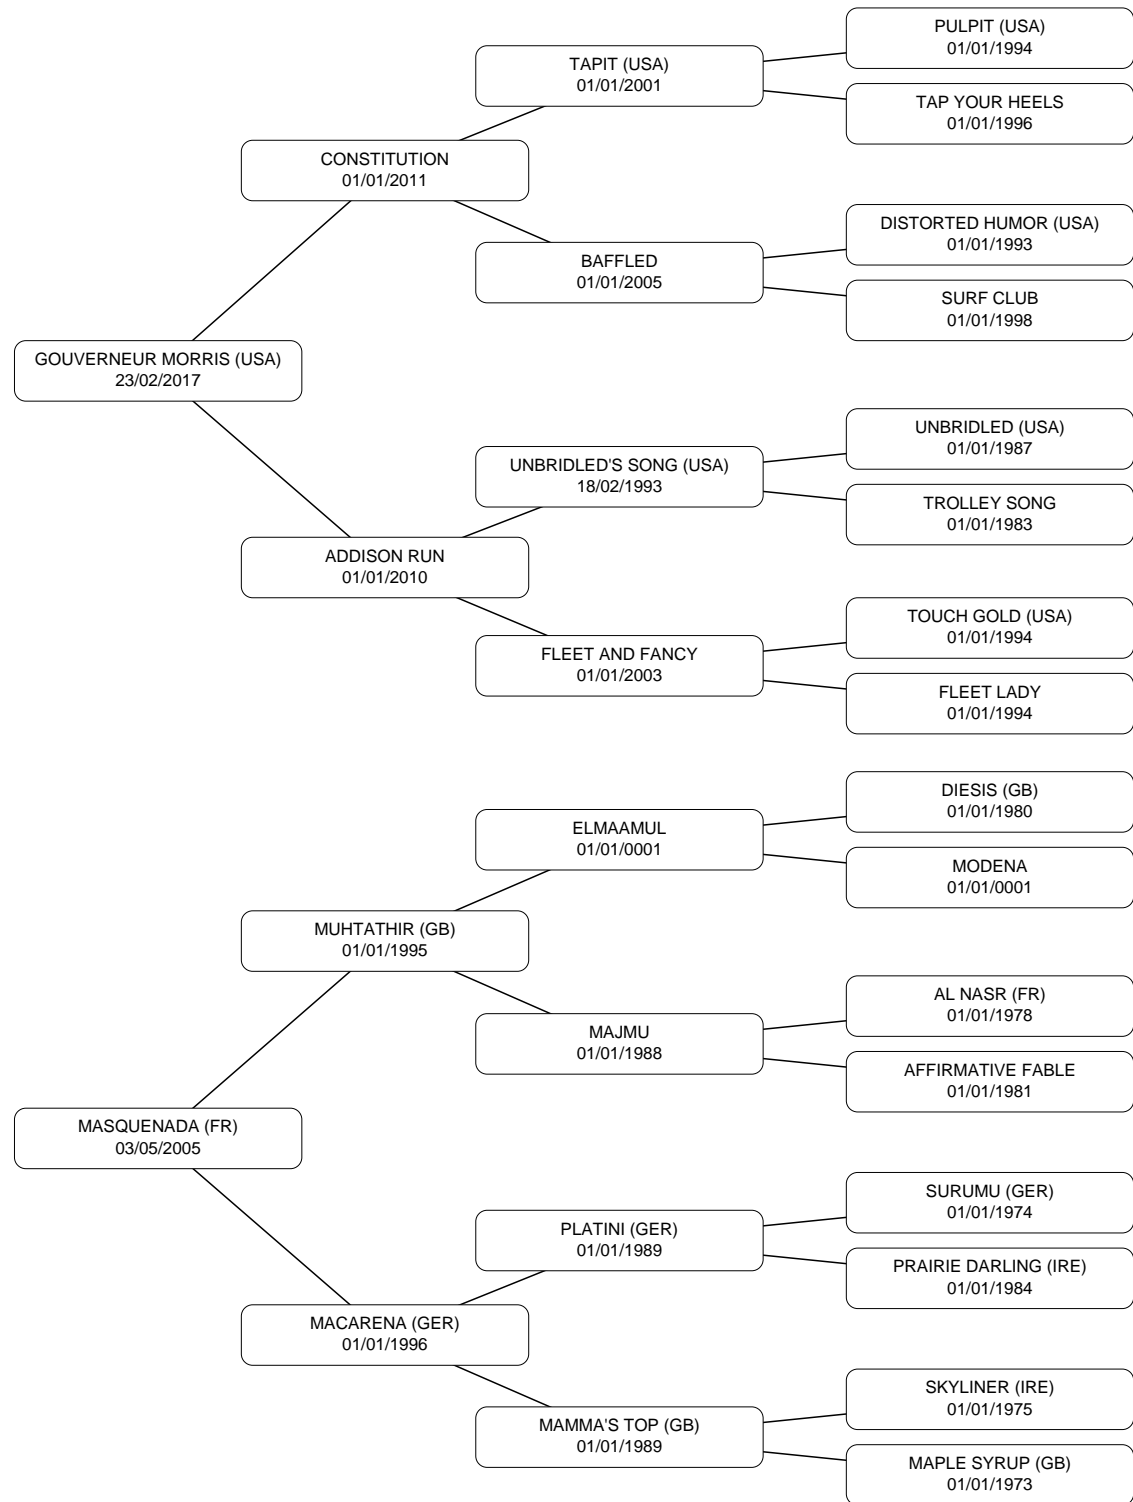 PULPIT (USA)
01/01/1994
TAPIT (USA)
01/01/2001
TAP YOUR HEELS
01/01/1996
CONSTITUTION
01/01/2011
DISTORTED HUMOR (USA)
01/01/1993
BAFFLED
01/01/2005
SURF CLUB
01/01/1998
GOUVERNEUR MORRIS (USA)
23/02/2017
UNBRIDLED (USA)
01/01/1987
UNBRIDLED'S SONG (USA)
18/02/1993
TROLLEY SONG
01/01/1983
ADDISON RUN
01/01/2010
TOUCH GOLD (USA)
01/01/1994
FLEET AND FANCY
01/01/2003
FLEET LADY
01/01/1994
DIESIS (GB)
01/01/1980
ELMAAMUL
01/01/0001
MODENA
01/01/0001
MUHTATHIR (GB)
01/01/1995
AL NASR (FR)
01/01/1978
MAJMU
01/01/1988
AFFIRMATIVE FABLE
01/01/1981
MASQUENADA (FR)
03/05/2005
SURUMU (GER)
01/01/1974
PLATINI (GER)
01/01/1989
PRAIRIE DARLING (IRE)
01/01/1984
MACARENA (GER)
01/01/1996
SKYLINER (IRE)
01/01/1975
MAMMA'S TOP (GB)
01/01/1989
MAPLE SYRUP (GB)
01/01/1973